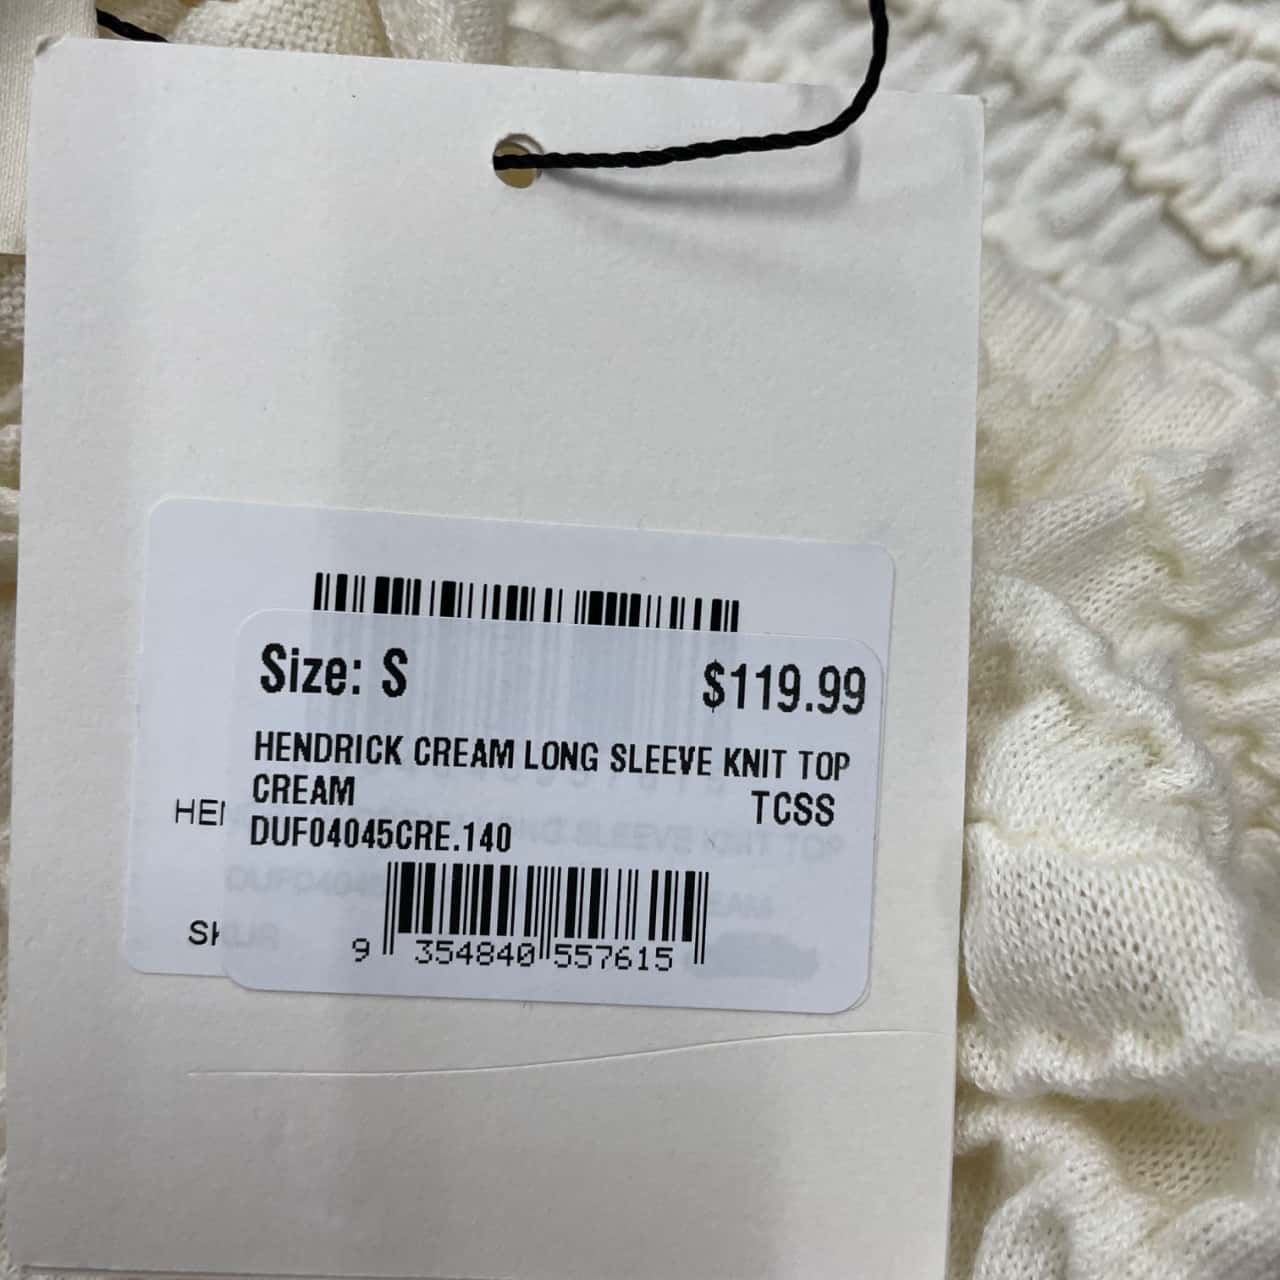 Size: S $119.99
HENDRICK CREAM LONG SLEEVE KNIT TOP
CREAM TCSS
DUF04045CRE.140
9 354840 557615